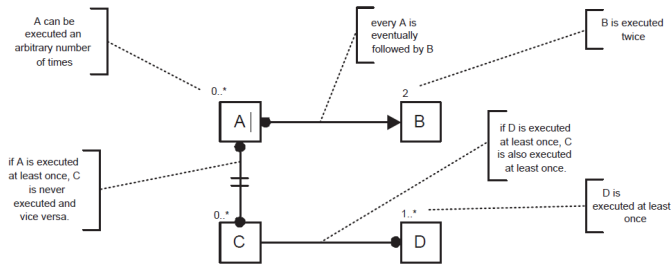 A can be
executed an
arbitrary number
of times
every A is
eventually
followed by B
B is executed
twice
0..*
2
A
B
if D is executed
at least once, C
is also executed
at least once.
if A is executed
at least once, C
is never
executed and
vice versa.
D is
executed at least
once
0..*
1..*
C
D